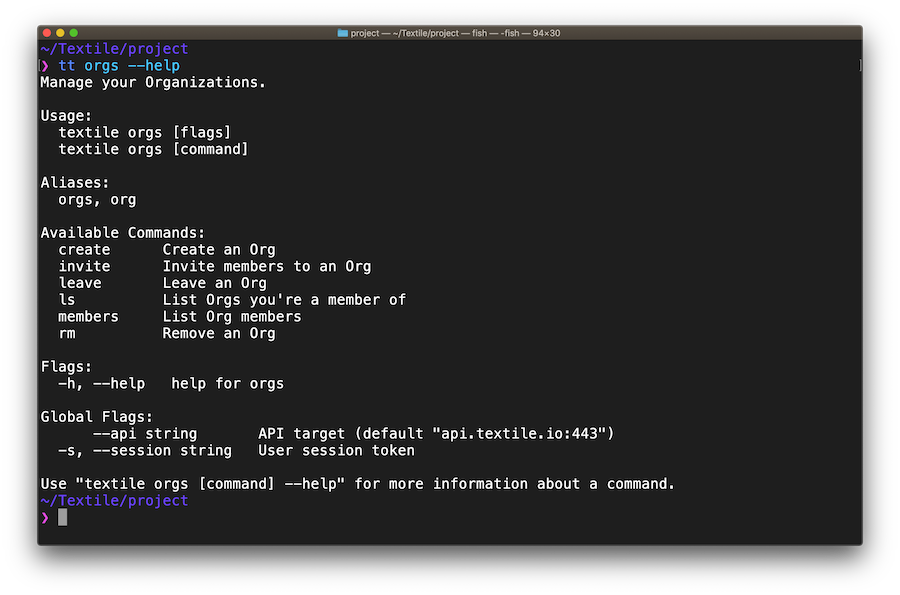 project — ~/Textile/project — fish — -fish — 94×30
~/Textile/project
❯ tt orgs --help
Manage your Organizations.

Usage:
  textile orgs [flags]
  textile orgs [command]

Aliases:
  orgs, org

Available Commands:
  create      Create an Org
  invite      Invite members to an Org
  leave       Leave an Org
  ls          List Orgs you're a member of
  members     List Org members
  rm          Remove an Org

Flags:
  -h, --help   help for orgs

Global Flags:
      --api string       API target (default "api.textile.io:443")
  -s, --session string   User session token

Use "textile orgs [command] --help" for more information about a command.
~/Textile/project
❯